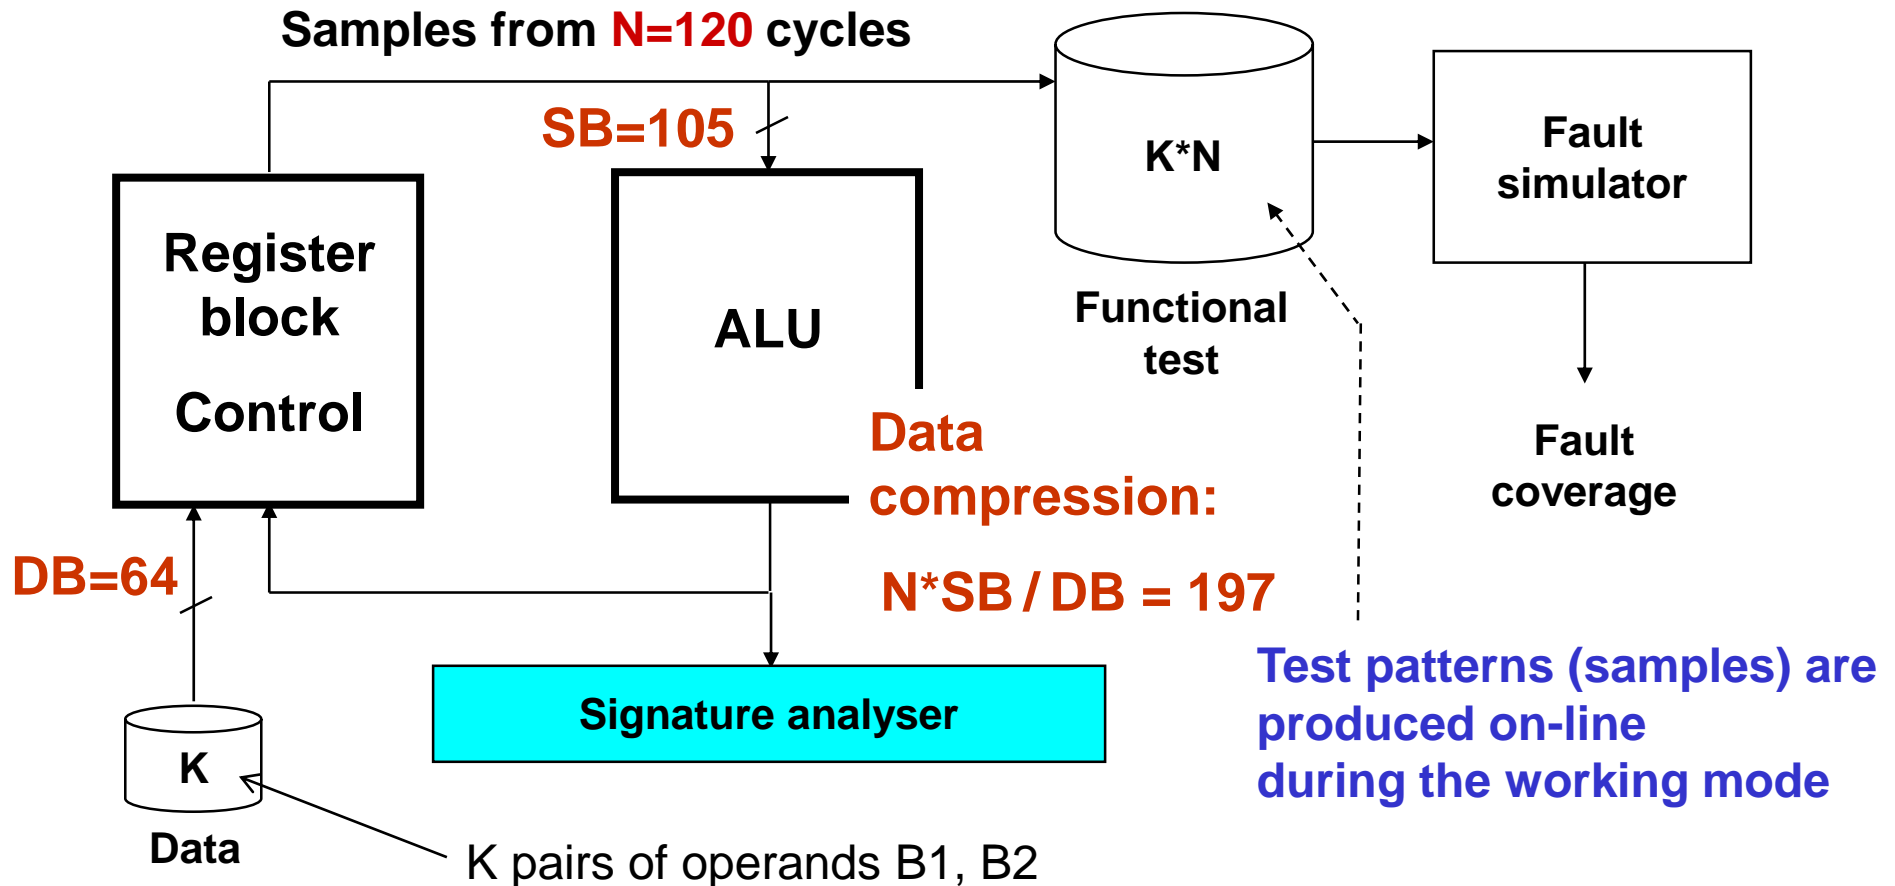 Samples from N=120 cycles
SB=105
K*N
Fault
simulator
Register
block
Control
ALU
Functional
test
Data
compression:
Fault
coverage
DB=64
N*SB / DB = 197
Signature analyser
Test patterns (samples) are
produced on-line
during the working mode
K
Data
K pairs of operands B1, B2